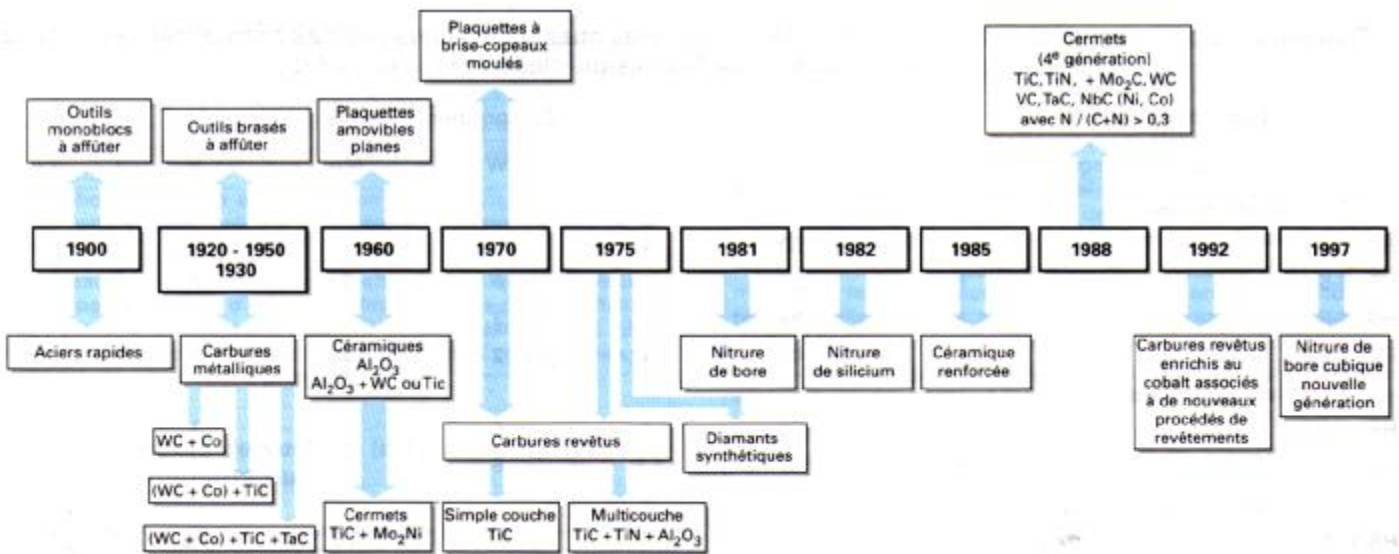 Plaquettes à
brise-copeaux
moulés
Cermets
(4e génération)
TiC, TiN, + Mo2C, WC
VC, TaC, NbC (Ni, Co)
avec N / (C+N) > 0,3
Outils
monoblocs
à affûter
Outils brasés
à affûter
Plaquettes
amovibles
planes
1900
1920 - 1950
1930
1960
1970
1975
1981
1982
1985
1988
1992
1997
Aciers rapides
Carbures
métalliques
Céramiques
Al2O3
Al2O3 + WC ou Tic
Nitrure
de bore
Nitrure
de silicium
Céramique
renforcée
Carbures revêtus
enrichis au
cobalt associés
à de nouveaux
procédés de
revêtements
Nitrure de
bore cubique
nouvelle
génération
WC + Co
(WC + Co) + TiC
(WC + Co) + TiC + TaC
Carbures revêtus
Diamants
synthétiques
Cermets
TiC + Mo2Ni
Simple couche
TiC
Multicouche
TiC + TiN + Al2O3